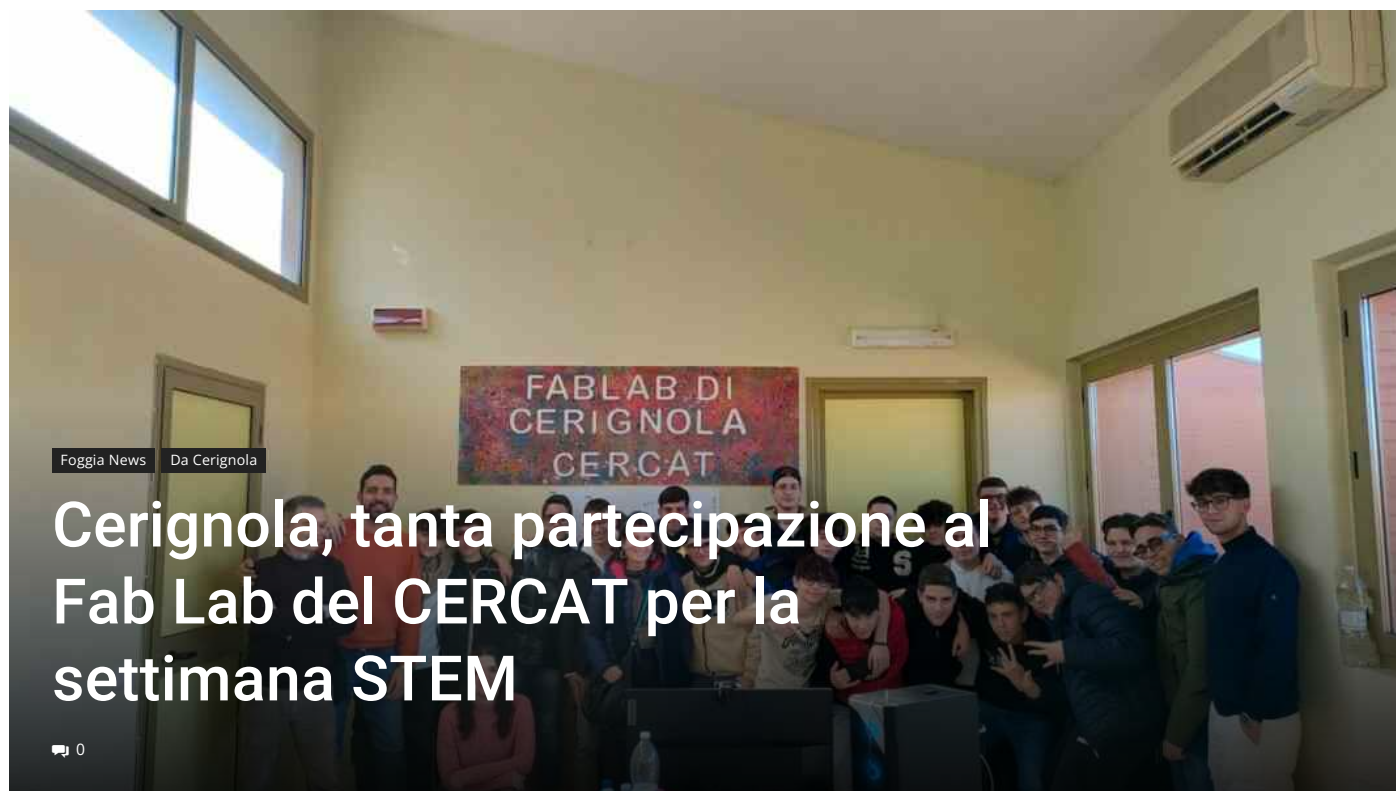 FABLAB DI
CERIGNOLA
CERCAT
Foggia News Da Cerignola
Cerignola, tanta partecipazione al
Fab Lab del CERCAT per la
settimana STEM
0
S